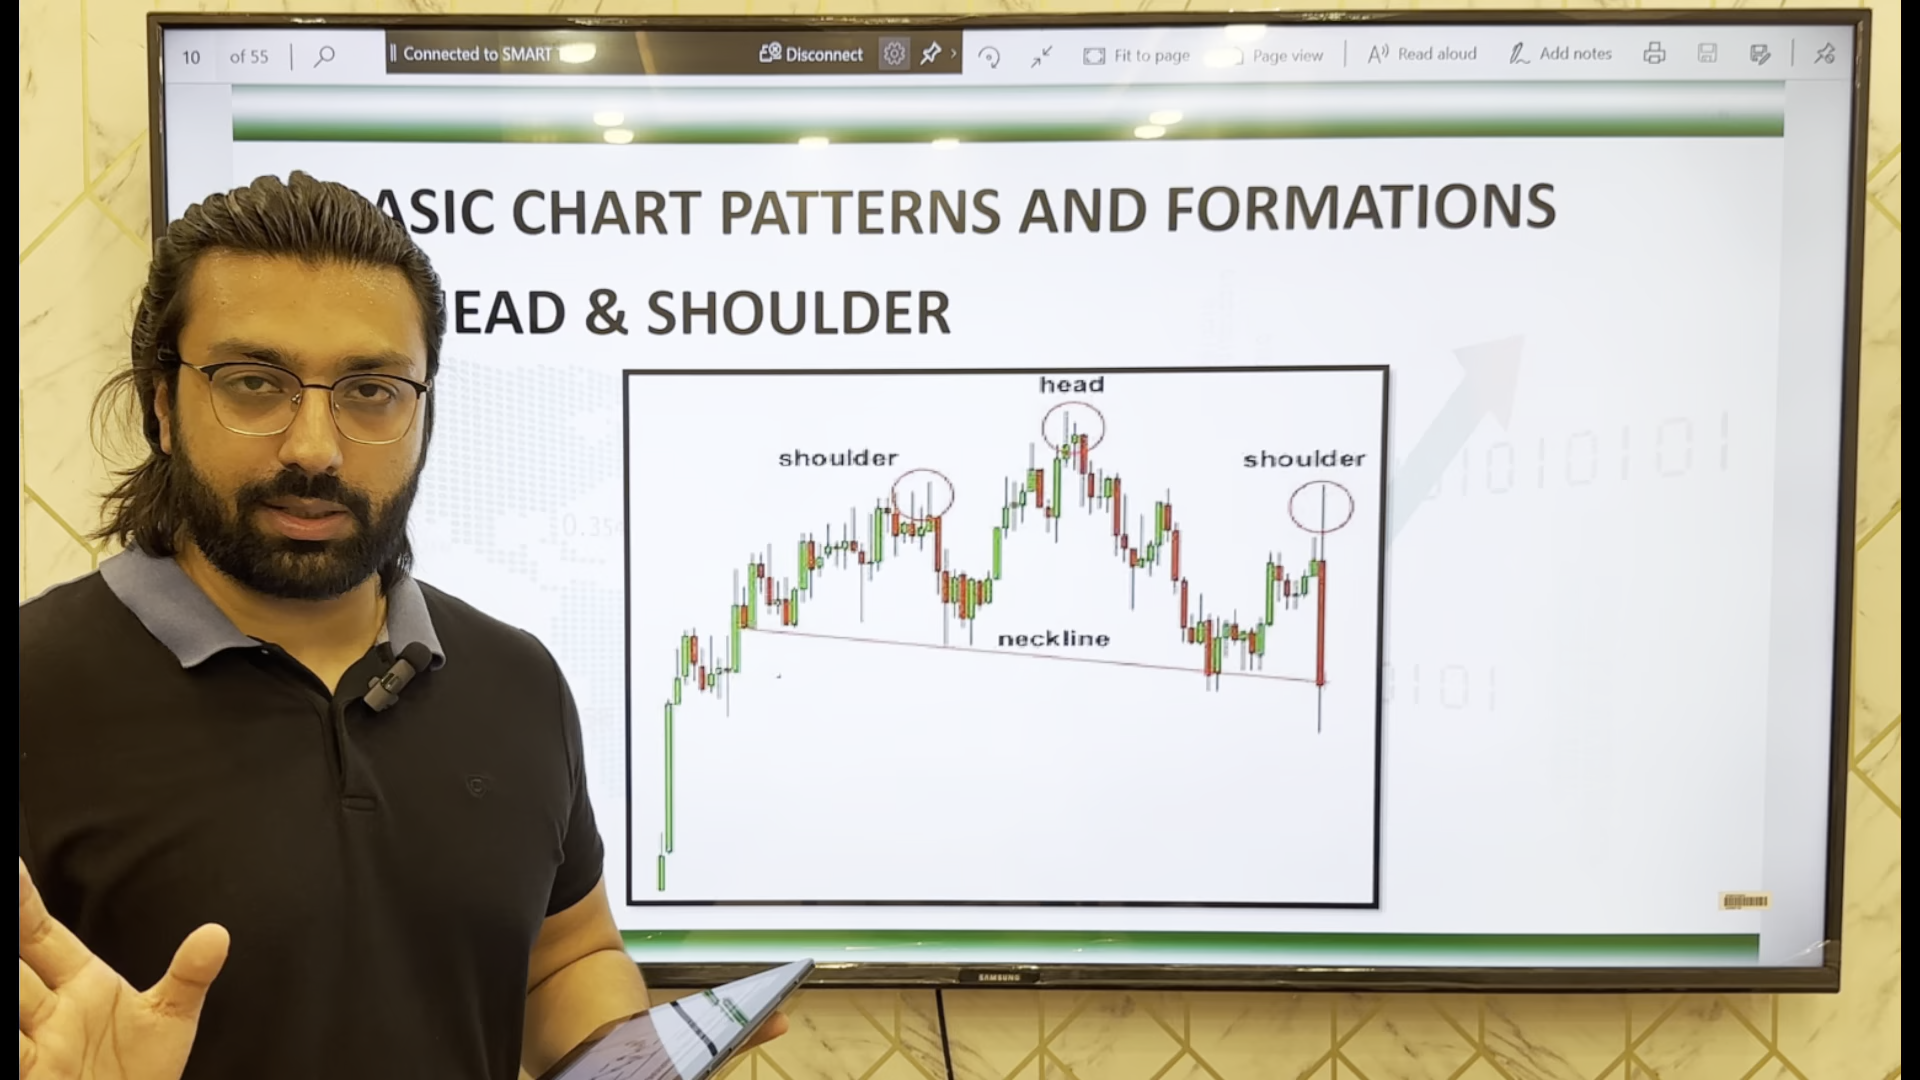 10 of 55 Connected to SMART Disconnect Fit to page Page view Read aloud Add notes
ASIC CHART PATTERNS AND FORMATIONS
EAD & SHOULDER
head
shoulder
shoulder
neckline
SAMSUNG